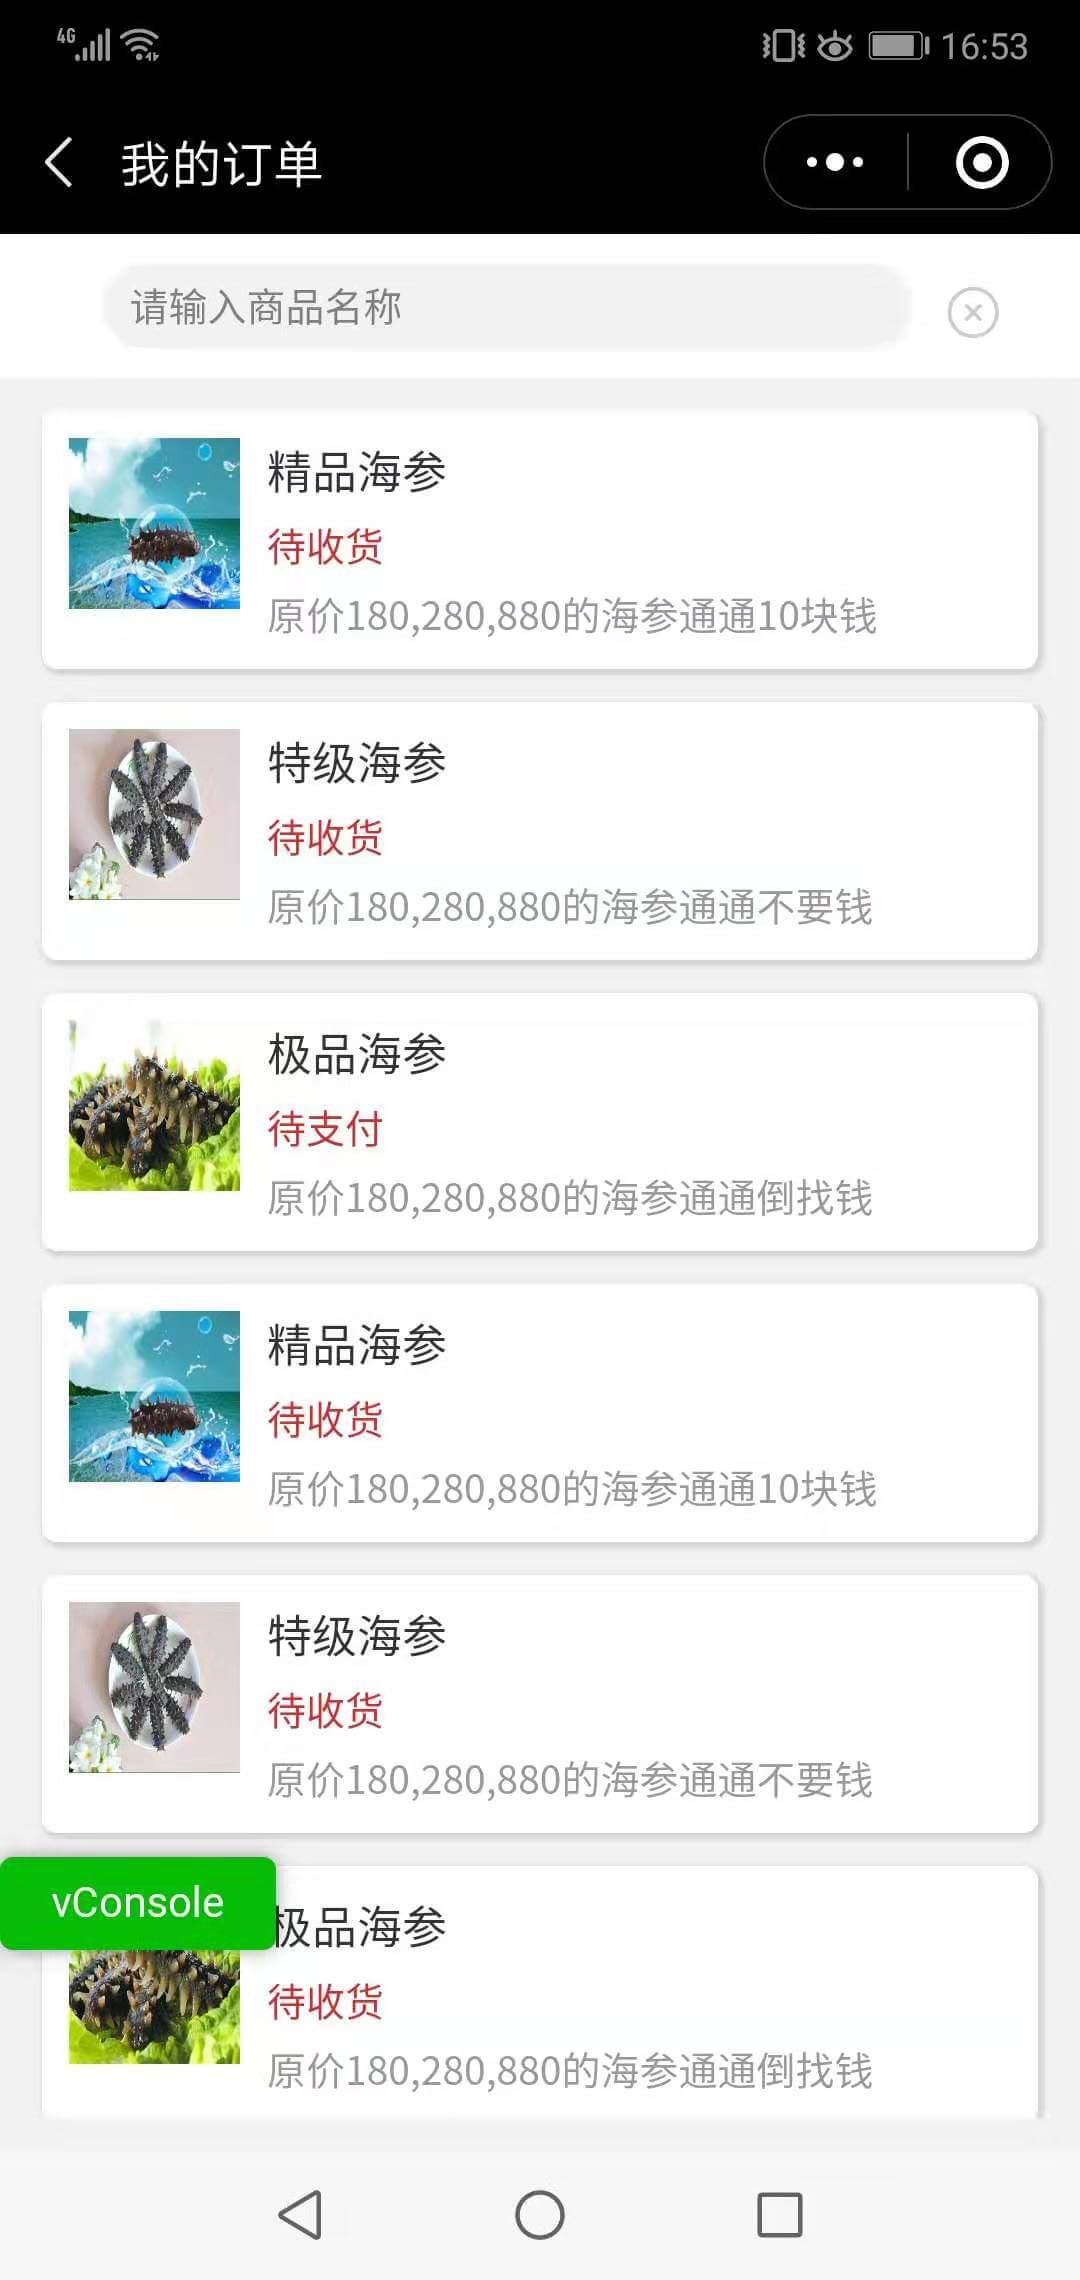 4G 16:53
我的订单
请输入商品名称
精品海参
待收货
原价180,280,880的海参通通10块钱
特级海参
待收货
原价180,280,880的海参通通不要钱
极品海参
待支付
原价180,280,880的海参通通倒找钱
精品海参
待收货
原价180,280,880的海参通通10块钱
特级海参
待收货
原价180,280,880的海参通通不要钱
vConsole
极品海参
待收货
原价180,280,880的海参通通倒找钱